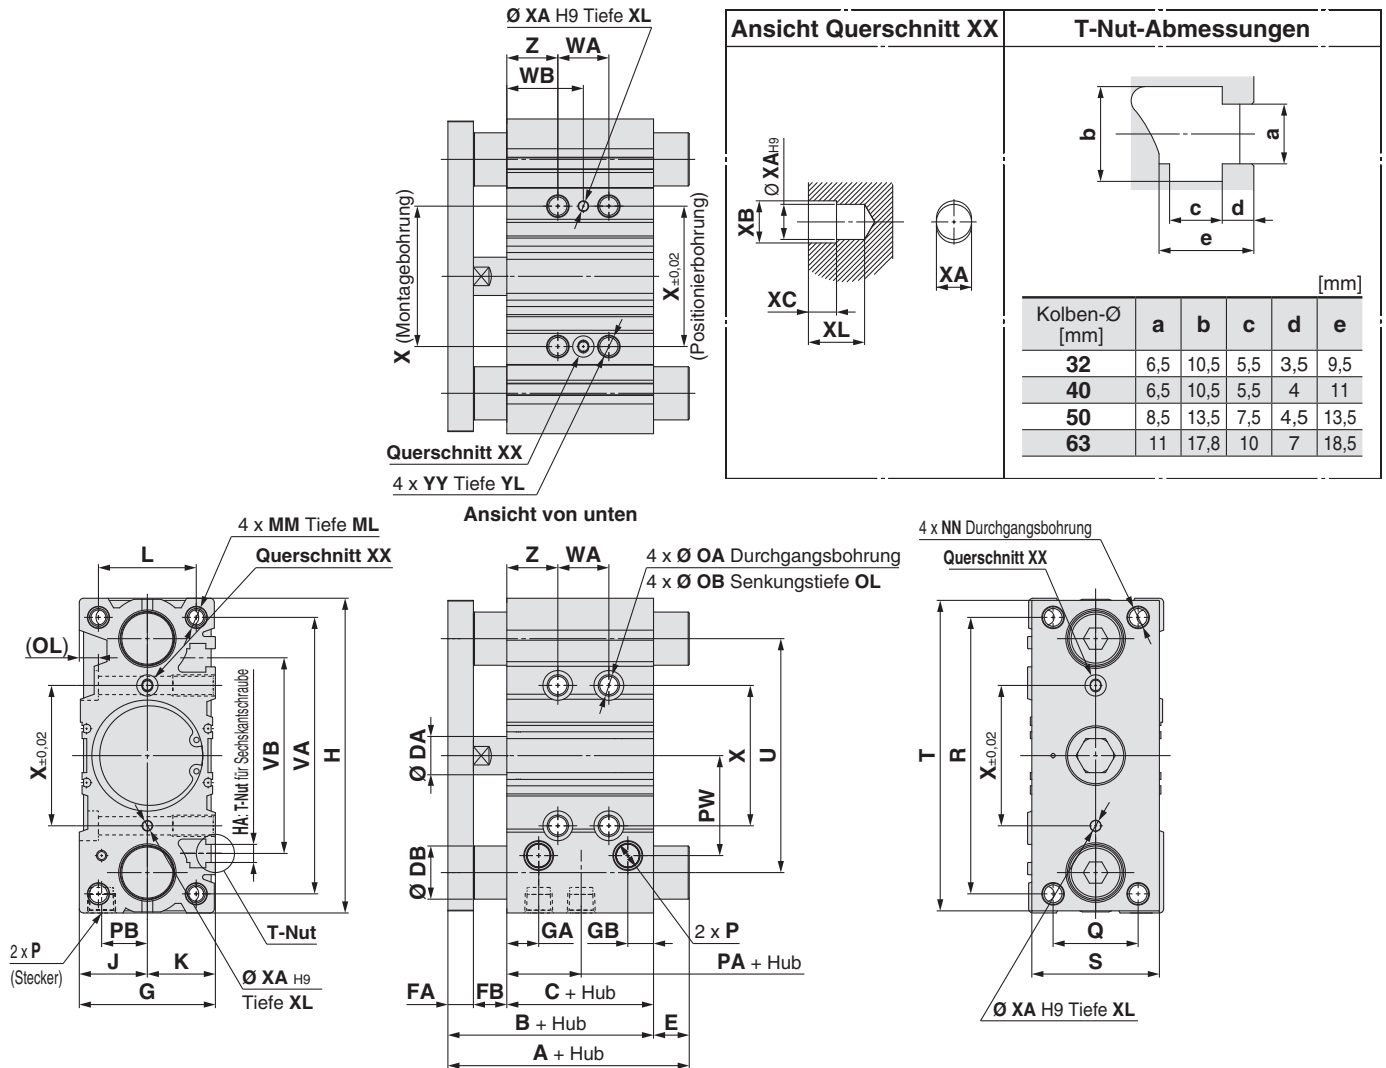 Ø XA H9 Tiefe XL
Z WA
WB
X (Montagebohrung)
X±0,02
(Positionierbohrung)
Querschnitt XX
4 x YY Tiefe YL
Ansicht von unten
Ansicht Querschnitt XX
Ø XAH9
XB
XC
XL
XA
T-Nut-Abmessungen
b
a
c d
e
[mm]
Kolben-Ø [mm] a b c d e
32 6,5 10,5 5,5 3,5 9,5
40 6,5 10,5 5,5 4 11
50 8,5 13,5 7,5 4,5 13,5
63 11 17,8 10 7 18,5
4 x MM Tiefe ML
L
Querschnitt XX
(OL)
X±0,02
HA: T-Nut für Sechskantschraube
VB
VA
H
PB
T-Nut
2 x P
(Stecker)
J K
G
Ø XA H9
Tiefe XL
Z WA
4 x Ø OA Durchgangsbohrung
4 x Ø OB Senkungstiefe OL
Ø DA
Ø DB
PW
X
U
GA GB
2 x P
PA + Hub
FA FB C + Hub
B + Hub E
A + Hub
4 x NN Durchgangsbohrung
Querschnitt XX
T
R
X±0,02
Q
S
Ø XA H9 Tiefe XL